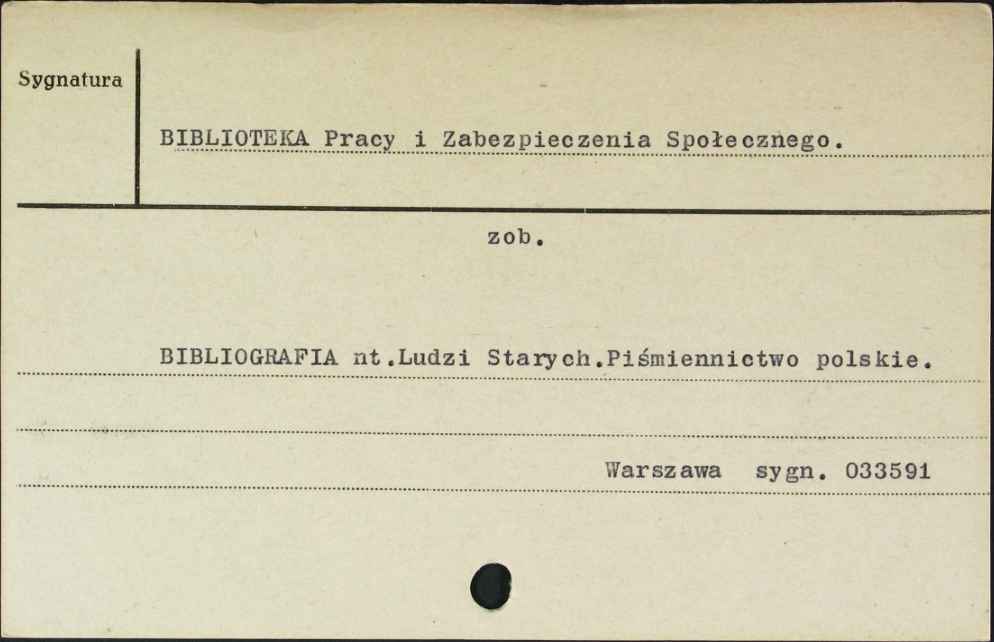 Sygnatura
BIBLIOTEKA Pracy i Zabezpieczenia Społecznego.
zob.
BIBLIOGRAFIA nt.Ludzi Starych.Piśmiennictwo polskie.
Warszawa sygn. 033591